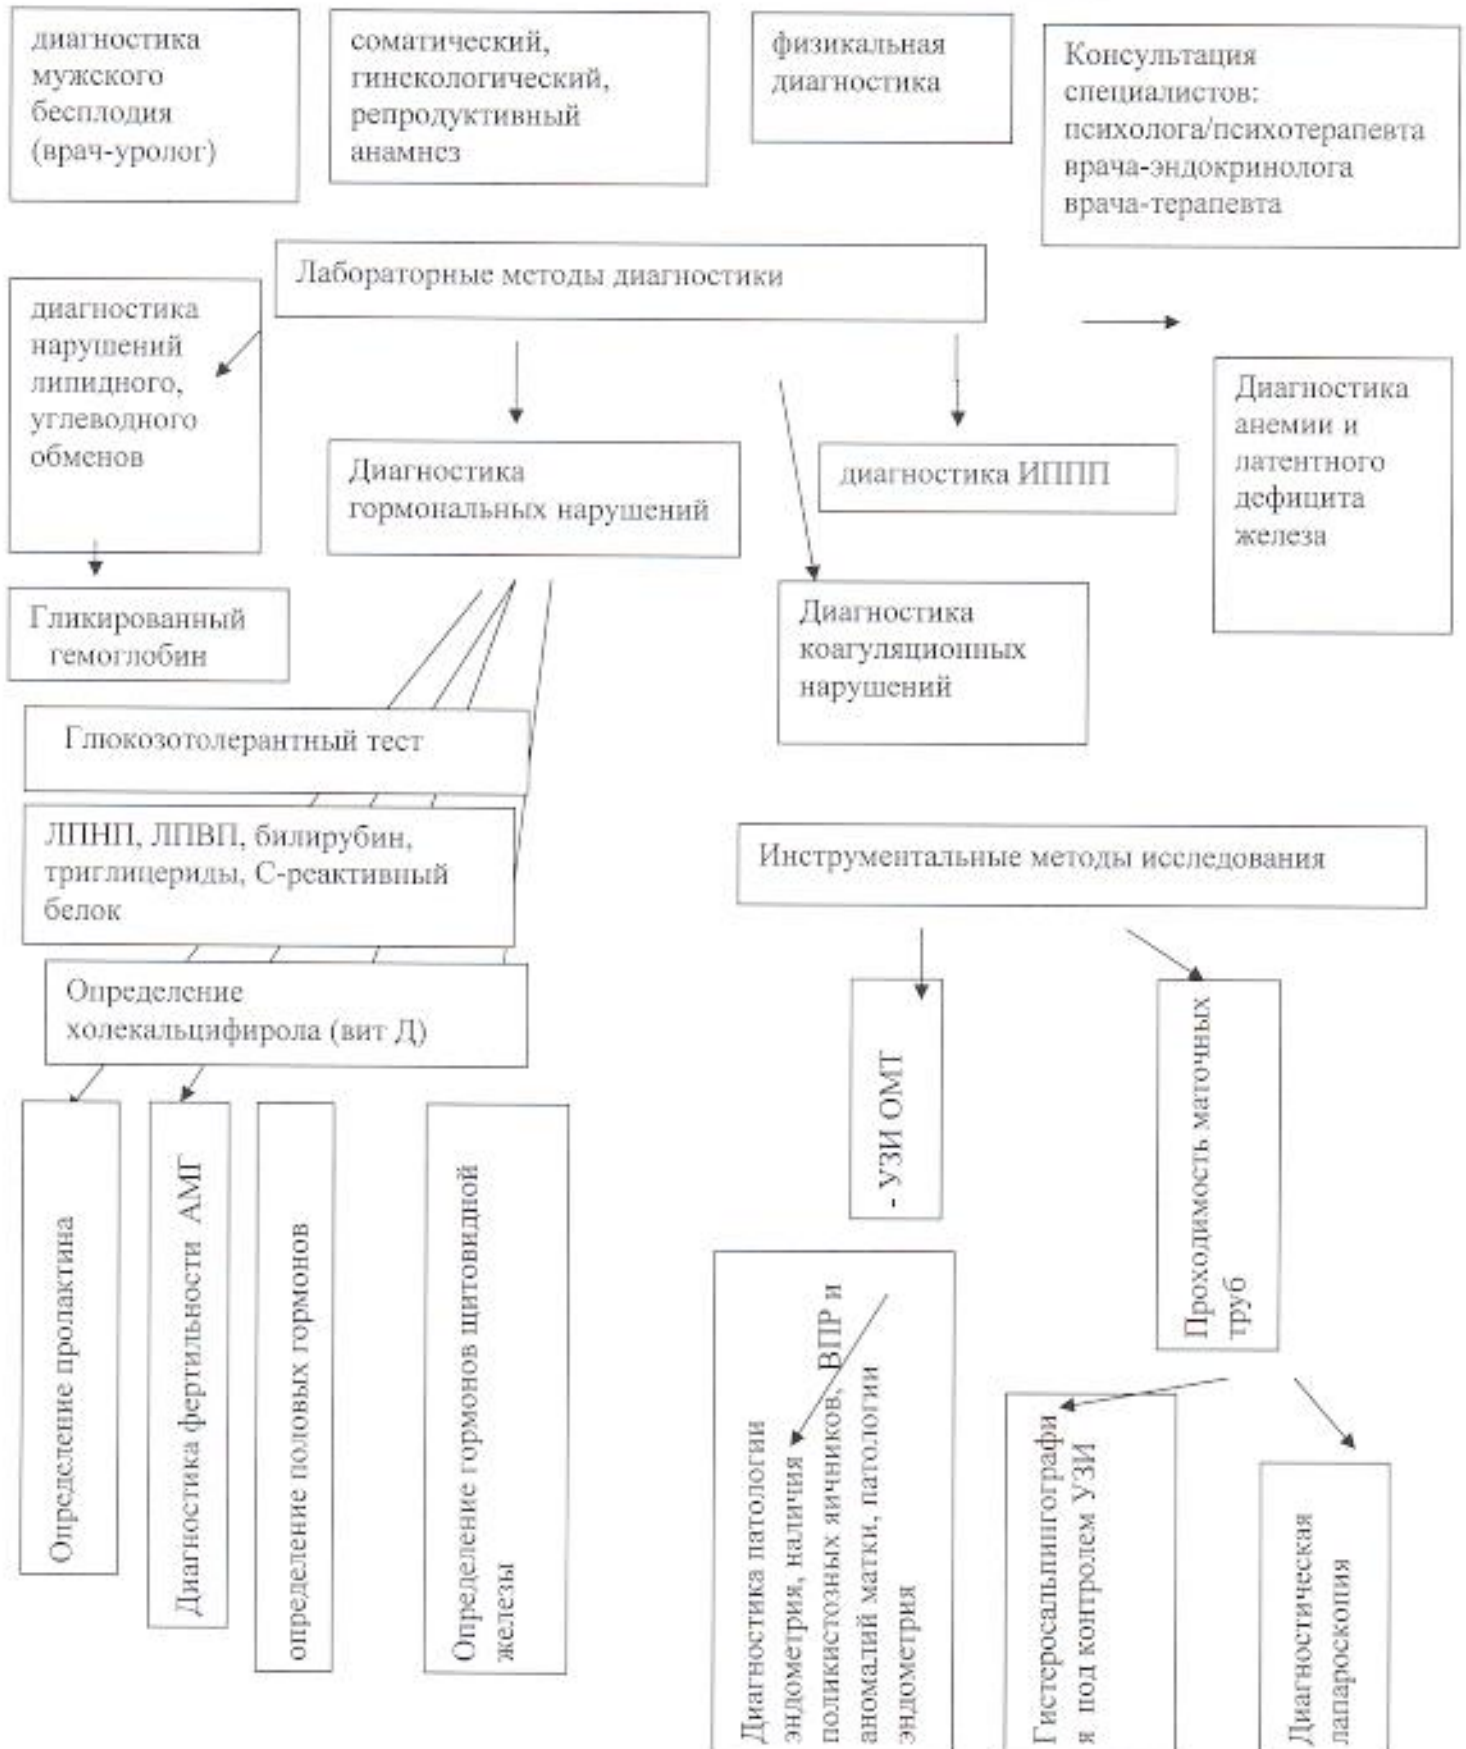 диагностика
мужского
бесплодия
(врач-уролог)
соматический,
гинскологический,
репродуктивный
анамнез
физикальная
диагностика
Консультация
специалистов:
психолога/психотерапевта
врача-эндокринолога
врача-терапевта
Лабораторные методы диагностики
диагностика
нарушений
липидного,
углеводного
обменов
Диагностика
гормональных нарушений
диагностика ИППП
Диагностика
анемии и
латентного
дефицита
железа
Гликированный
гемоглобин
Диагностика
коагуляционных
нарушений
Глюкозотолерантный тест
ЛПНП, ЛПВП, билирубин,
триглицериды, С-реактивный
белок
Инструментальные методы исследования
Определение
холекальцифирола (вит Д)
Определение пролактина
Диагностика фертильности АМГ
определение половых гормонов
Определение гормонов щитовидной
железы
- УЗИ ОМТ
Проходимость маточных
труб
Диагностика патологии
эндометрия, наличия
поликистозных яичников, ВПР и
аномалий матки, патологии
эндометрия
Гистеросальпингографи
я под контролем УЗИ
Диагностическая
лапароскопия